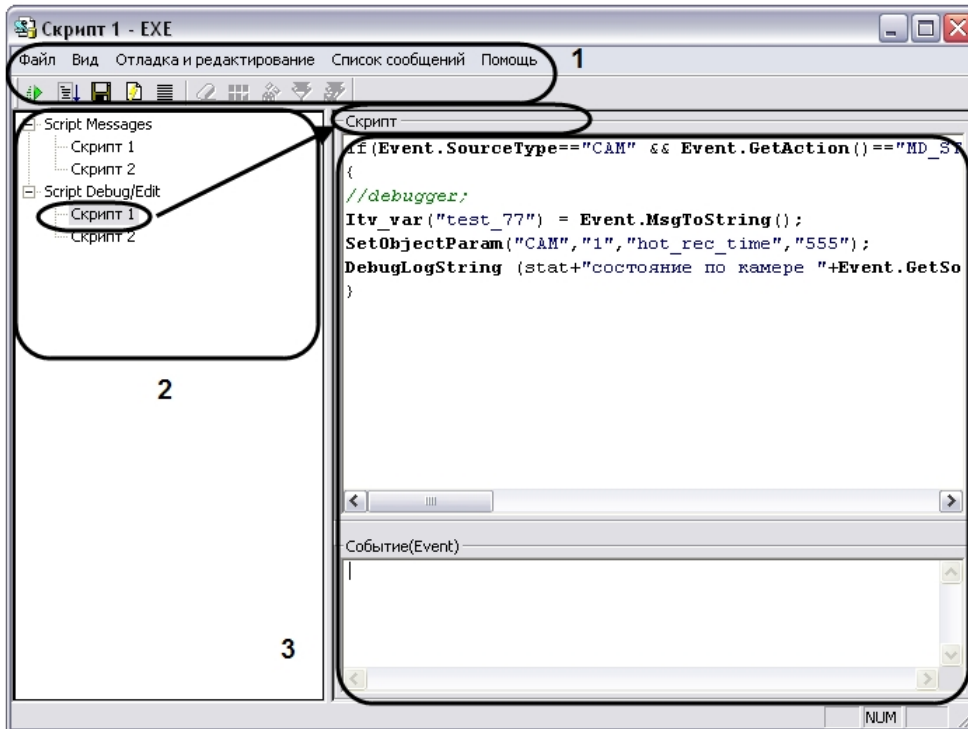 Скрипт 1 - EXE
Файл Вид Отладка и редактирование Список сообщений Помощь
1
Script Messages
Скрипт 1
Скрипт 2
Script Debug/Edit
Скрипт 1
Скрипт 2
2
3
Скрипт
if(Event.SourceType=="CAM" && Event.GetAction()=="MD_ST
{
//debugger;
Itv_var("test_77") = Event.MsgToString();
SetObjectParam("CAM","1","hot_rec_time","555");
DebugLogString (stat+"состояние по камере "+Event.GetSo
}
Событие(Event)
NUM